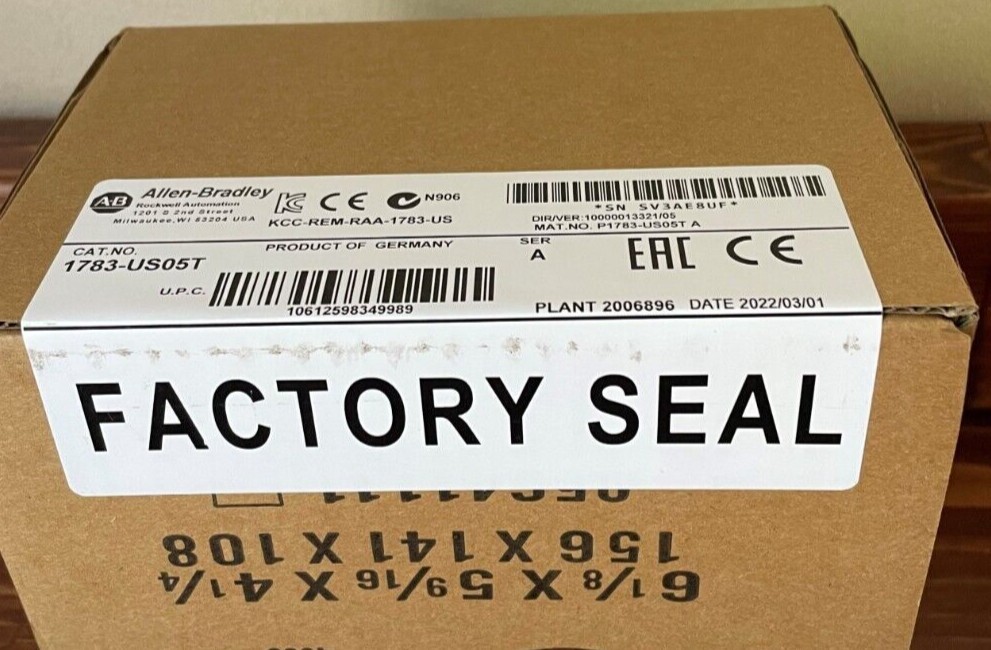 AB Allen-Bradley
Rockwell Automation
1201 S 2nd Street
Milwaukee, WI 53204 USA
CE N906
KCC-REM-RAA-1783-US
*SN SV3AE8UF*
DIR/VER:10000013321/05
MAT.NO. P1783-US05T A
CAT.NO.
1783-US05T
PRODUCT OF GERMANY
SER
A
EAC CE
U.P.C.
10612598349989
PLANT 2006896 DATE 2022/03/01
FACTORY SEAL
156 X 141 X 108
6 1/8 X 5 9/16 X 4 1/4